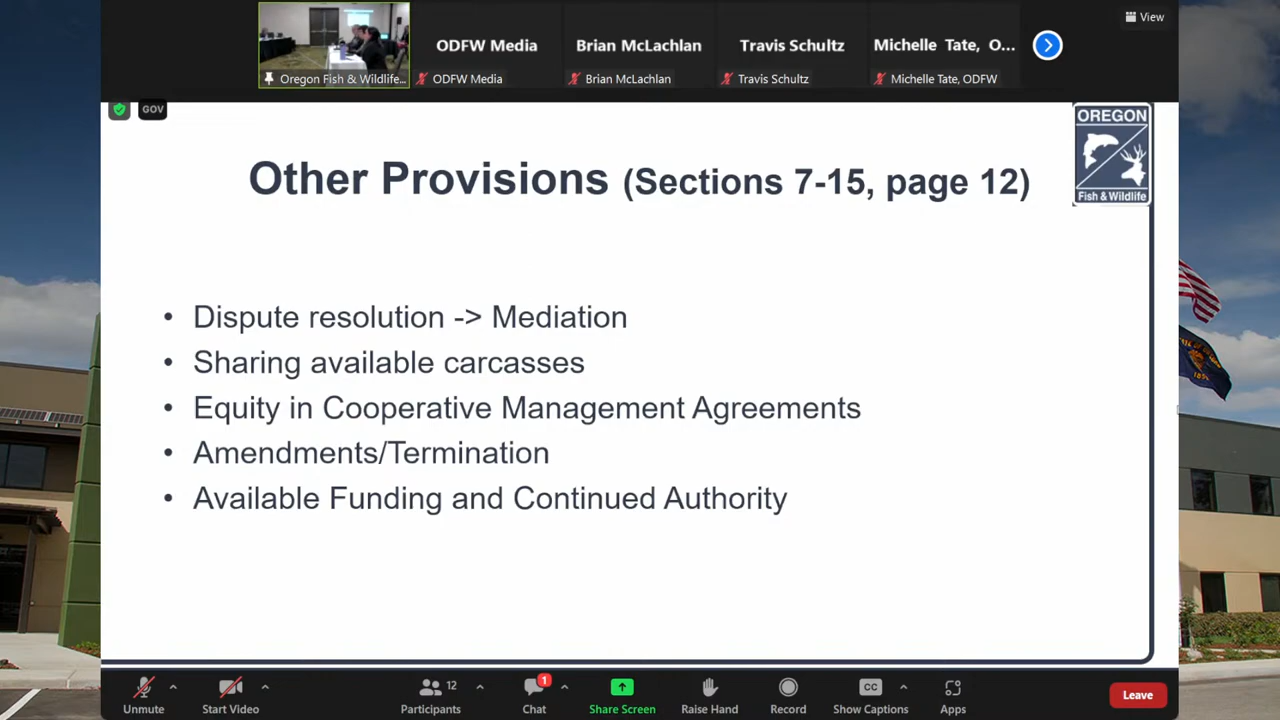 View
ODFW Media
Brian McLachlan
Travis Schultz
Michelle Tate, O...
Oregon Fish & Wildlife...
ODFW Media
Brian McLachlan
Travis Schultz
Michelle Tate, ODFW
GOV
OREGON
Fish & Wildlife
Other Provisions (Sections 7-15, page 12)
• Dispute resolution -> Mediation
• Sharing available carcasses
• Equity in Cooperative Management Agreements
• Amendments/Termination
• Available Funding and Continued Authority
12
1
CC
Unmute
Start Video
Participants
Chat
Share Screen
Raise Hand
Record
Show Captions
Apps
Leave